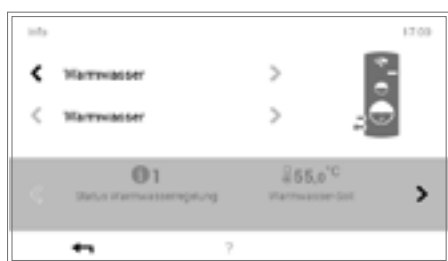 Info 17:03
Warmwasser
Warmwasser
1 55,0 °C
Status Warmwasserregelung Warmwasser-Soll
?